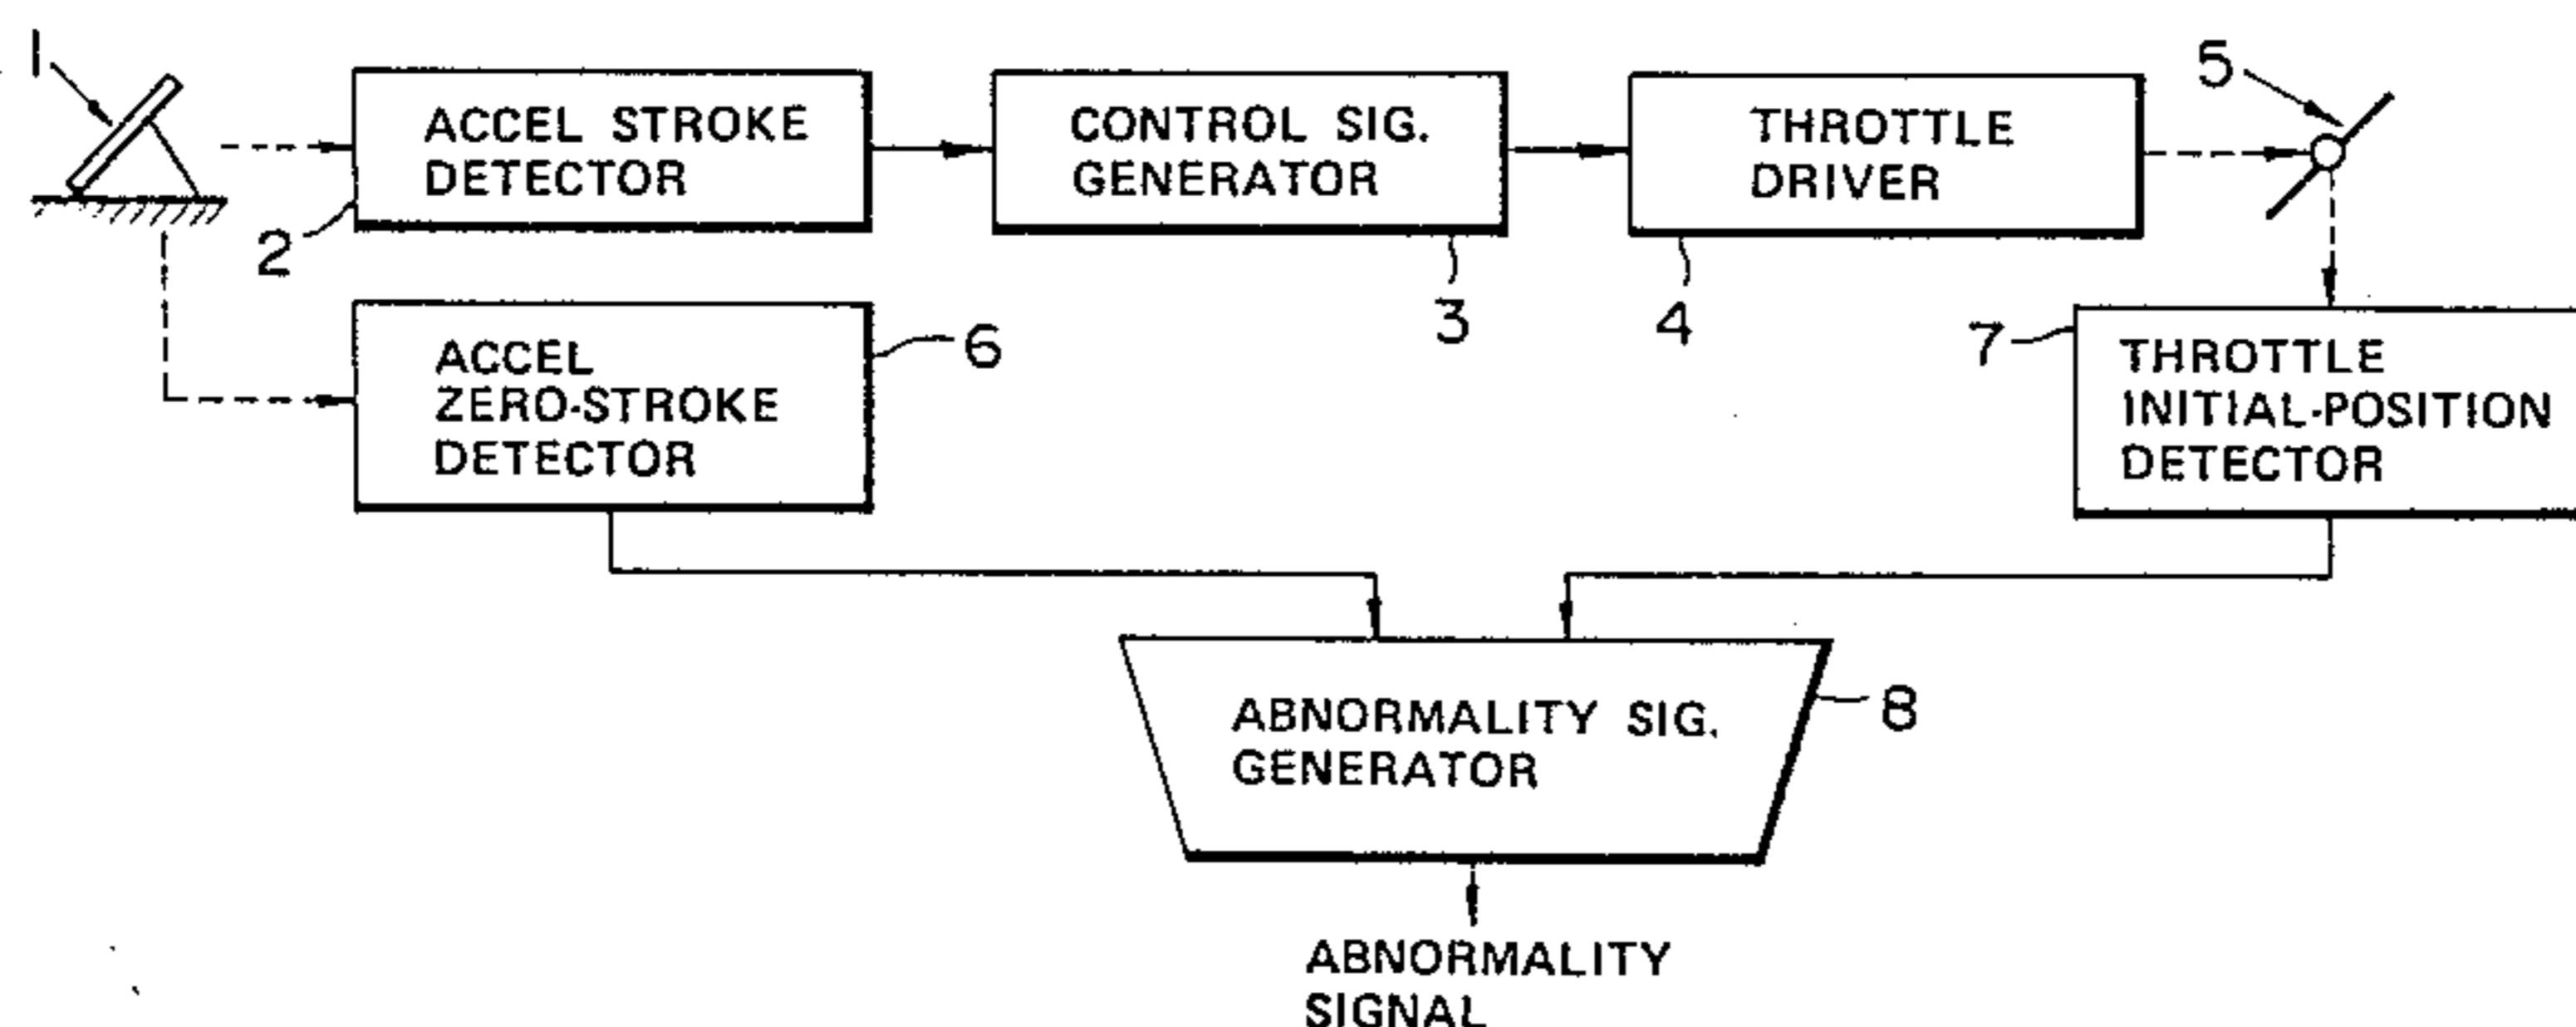 1
ACCEL STROKE
DETECTOR
2
CONTROL SIG.
GENERATOR
3
THROTTLE
DRIVER
4
5
ACCEL
ZERO-STROKE
DETECTOR
6
7
THROTTLE
INITIAL-POSITION
DETECTOR
ABNORMALITY SIG.
GENERATOR
8
ABNORMALITY
SIGNAL